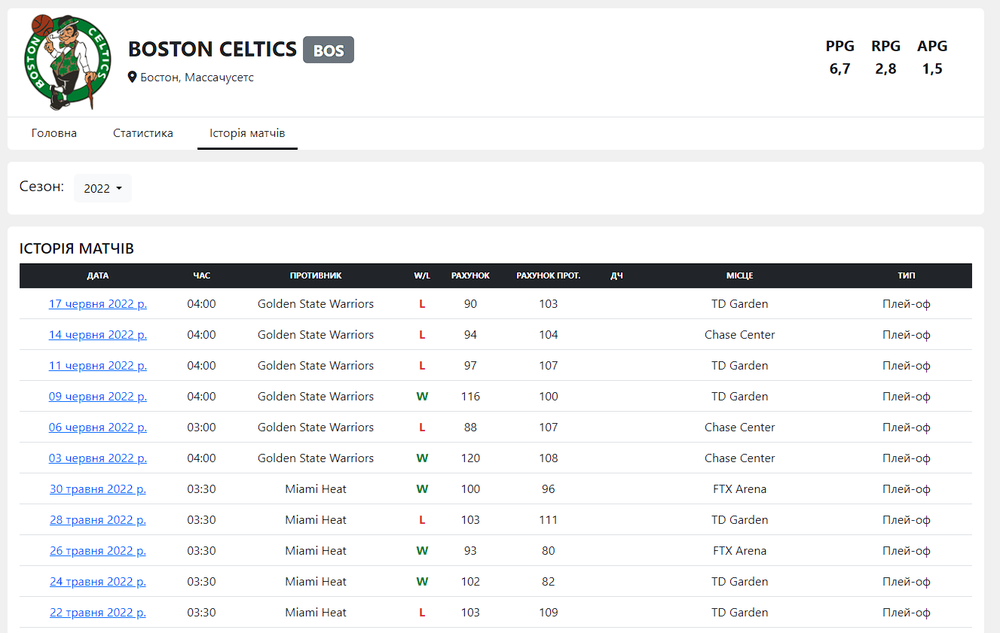 BOSTON CELTICS
BOSTON CELTICS BOS
Бостон, Массачусетс
PPG RPG APG
6,7 2,8 1,5
Головна Статистика Історія матчів
Сезон: 2022
ІСТОРІЯ МАТЧІВ
ДАТА ЧАС ПРОТИВНИК W/L РАХУНОК РАХУНОК ПРОТ. ДЧ МІСЦЕ ТИП
17 червня 2022 р. 04:00 Golden State Warriors L 90 103 TD Garden Плей-оф
14 червня 2022 р. 04:00 Golden State Warriors L 94 104 Chase Center Плей-оф
11 червня 2022 р. 04:00 Golden State Warriors L 97 107 TD Garden Плей-оф
09 червня 2022 р. 04:00 Golden State Warriors W 116 100 TD Garden Плей-оф
06 червня 2022 р. 03:00 Golden State Warriors L 88 107 Chase Center Плей-оф
03 червня 2022 р. 04:00 Golden State Warriors W 120 108 Chase Center Плей-оф
30 травня 2022 р. 03:30 Miami Heat W 100 96 FTX Arena Плей-оф
28 травня 2022 р. 03:30 Miami Heat L 103 111 TD Garden Плей-оф
26 травня 2022 р. 03:30 Miami Heat W 93 80 FTX Arena Плей-оф
24 травня 2022 р. 03:30 Miami Heat W 102 82 TD Garden Плей-оф
22 травня 2022 р. 03:30 Miami Heat L 103 109 TD Garden Плей-оф